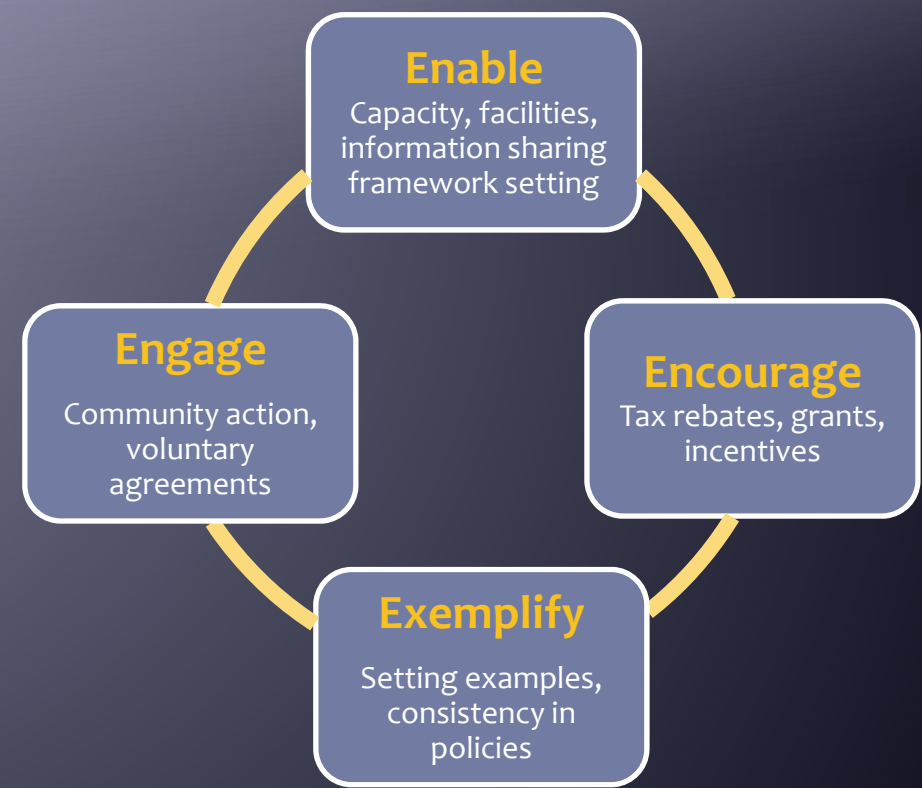 Enable
Capacity, facilities,
information sharing
framework setting
Engage
Community action,
voluntary
agreements
Encourage
Tax rebates, grants,
incentives
Exemplify
Setting examples,
consistency in
policies